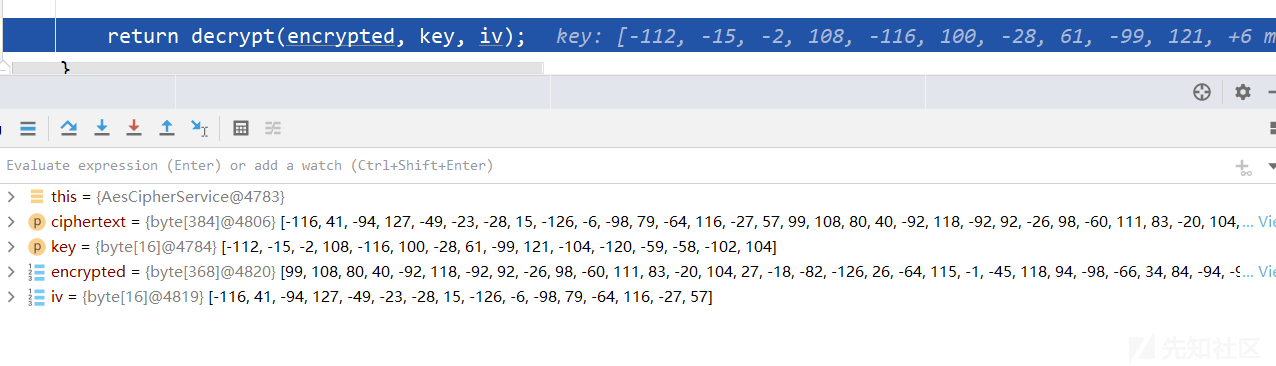 return decrypt(encrypted, key, iv); key: [-112, -15, -2, 108, -116, 100, -28, 61, -99, 121, +6 m
}
Evaluate expression (Enter) or add a watch (Ctrl+Shift+Enter)
this = {AesCipherService@4783}
ciphertext = {byte[384]@4806} [-116, 41, -94, 127, -49, -23, -28, 15, -126, -6, -98, 79, -64, 116, -27, 57, 99, 108, 80, 40, -92, 118, -92, 92, -26, 98, -60, 111, 83, -20, 104,... Vie
key = {byte[16]@4784} [-112, -15, -2, 108, -116, 100, -28, 61, -99, 121, -104, -120, -59, -58, -102, 104]
encrypted = {byte[368]@4820} [99, 108, 80, 40, -92, 118, -92, 92, -26, 98, -60, 111, 83, -20, 104, 27, -18, -82, -126, 26, -64, 115, -1, -45, 118, 94, -98, -66, 34, 84, -94, -9... Vie
iv = {byte[16]@4819} [-116, 41, -94, 127, -49, -23, -28, 15, -126, -6, -98, 79, -64, 116, -27, 57]
先知社区